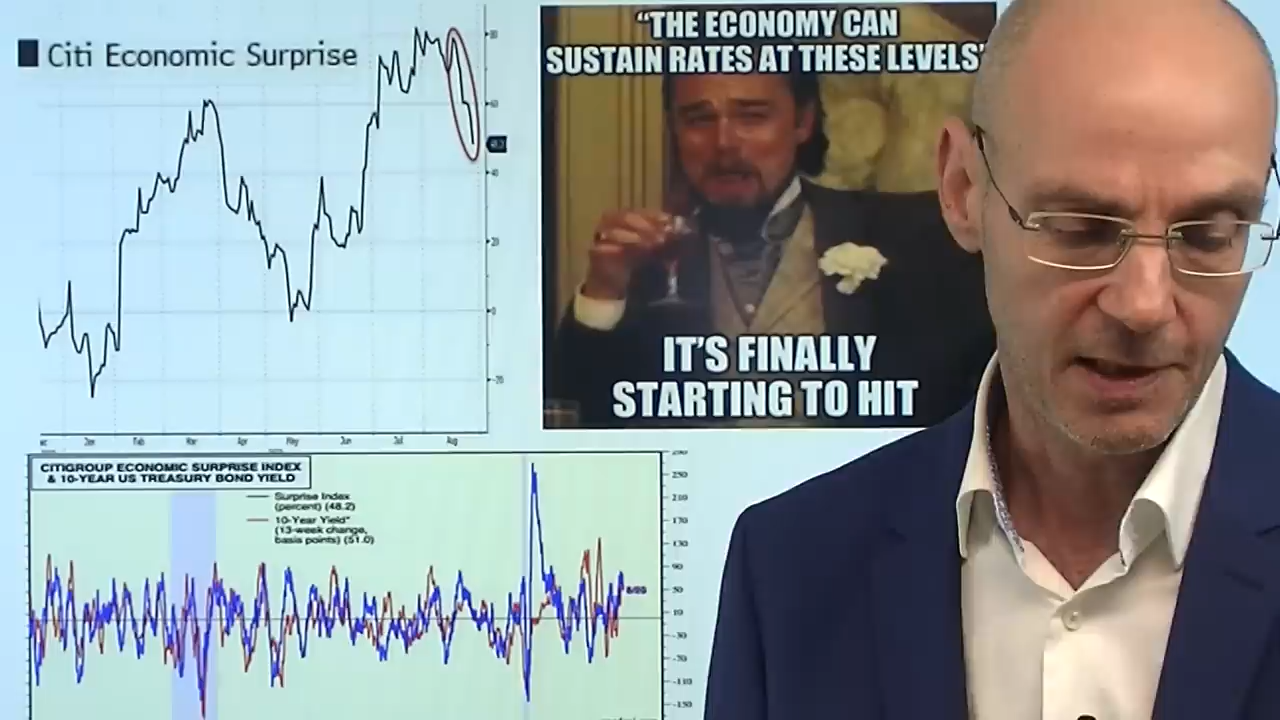 Citi Economic Surprise
80
60
40
20
0
-20
Jan Feb Mar Apr May Jun Jul Aug
"THE ECONOMY CAN
SUSTAIN RATES AT THESE LEVELS"
IT'S FINALLY
STARTING TO HIT
CITIGROUP ECONOMIC SURPRISE INDEX
& 10-YEAR US TREASURY BOND YIELD
Surprise Index
(percent) (48.2)
10-Year Yield*
(13-week change,
basis points) (51.0)
250
210
170
130
90
50
10
-30
-70
-110
-150